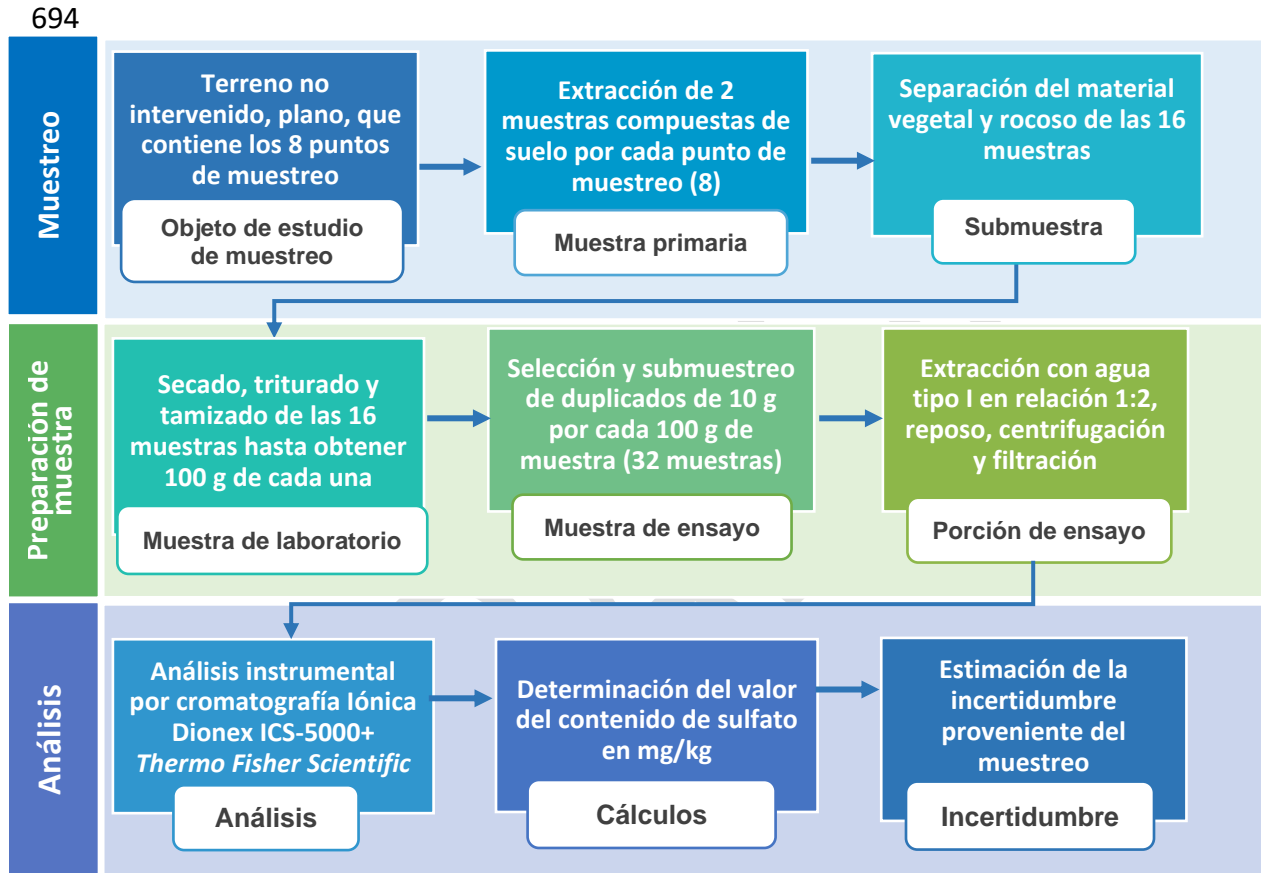 694
Muestreo
Terreno no
intervenido, plano, que
contiene los 8 puntos
de muestreo
Objeto de estudio
de muestreo
Extracción de 2
muestras compuestas de
suelo por cada punto de
muestreo (8)
Muestra primaria
Separación del material
vegetal y rocoso de las 16
muestras
Submuestra
Preparación de
muestra
Secado, triturado y
tamizado de las 16
muestras hasta obtener
100 g de cada una
Muestra de laboratorio
Selección y submuestreo
de duplicados de 10 g
por cada 100 g de
muestra (32 muestras)
Muestra de ensayo
Extracción con agua
tipo I en relación 1:2,
reposo, centrifugación
y filtración
Porción de ensayo
Análisis
Análisis instrumental
por cromatografía Iónica
Dionex ICS-5000+
Thermo Fisher Scientific
Análisis
Determinación del valor
del contenido de sulfato
en mg/kg
Cálculos
Estimación de la
incertidumbre
proveniente del
muestreo
Incertidumbre